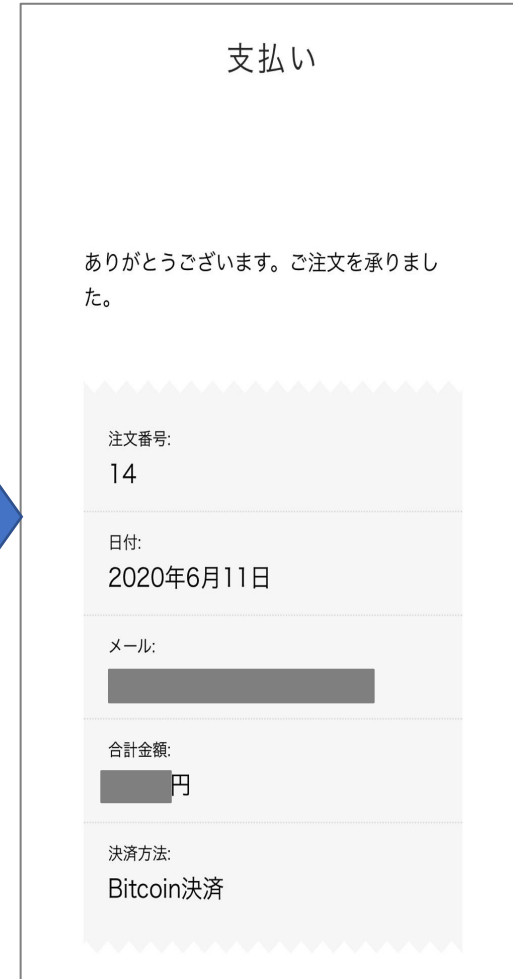 支払い
ありがとうございます。ご注文を承りまし
た。
注文番号:
14
日付:
2020年6月11日
メール:
合計金額:
円
決済方法:
Bitcoin決済